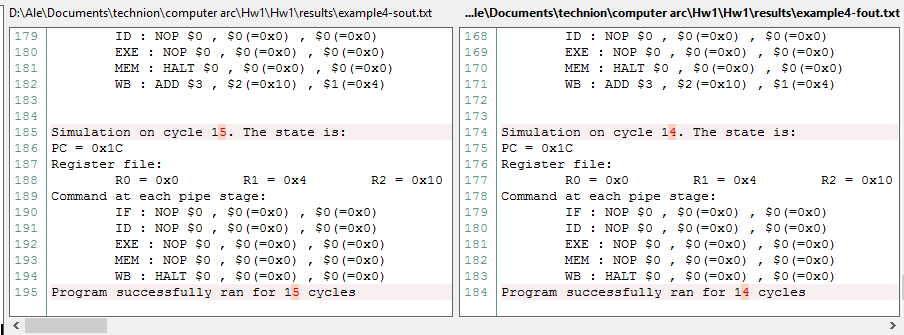 D:\Ale\Documents\technion\computer arc\Hw1\Hw1\results\example4-sout.txt
179 ID : NOP $0 , $0(=0x0) , $0(=0x0)
180 EXE : NOP $0 , $0(=0x0) , $0(=0x0)
181 MEM : HALT $0 , $0(=0x0) , $0(=0x0)
182 WB : ADD $3 , $2(=0x10) , $1(=0x4)
183
184
185 Simulation on cycle 15. The state is:
186 PC = 0x1C
187 Register file:
188 R0 = 0x0 R1 = 0x4 R2 = 0x10
189 Command at each pipe stage:
190 IF : NOP $0 , $0(=0x0) , $0(=0x0)
191 ID : NOP $0 , $0(=0x0) , $0(=0x0)
192 EXE : NOP $0 , $0(=0x0) , $0(=0x0)
193 MEM : NOP $0 , $0(=0x0) , $0(=0x0)
194 WB : HALT $0 , $0(=0x0) , $0(=0x0)
195 Program successfully ran for 15 cycles
...le\Documents\technion\computer arc\Hw1\Hw1\results\example4-fout.txt
168 ID : NOP $0 , $0(=0x0) , $0(=0x0)
169 EXE : NOP $0 , $0(=0x0) , $0(=0x0)
170 MEM : HALT $0 , $0(=0x0) , $0(=0x0)
171 WB : ADD $3 , $2(=0x10) , $1(=0x4)
172
173
174 Simulation on cycle 14. The state is:
175 PC = 0x1C
176 Register file:
177 R0 = 0x0 R1 = 0x4 R2 = 0x10
178 Command at each pipe stage:
179 IF : NOP $0 , $0(=0x0) , $0(=0x0)
180 ID : NOP $0 , $0(=0x0) , $0(=0x0)
181 EXE : NOP $0 , $0(=0x0) , $0(=0x0)
182 MEM : NOP $0 , $0(=0x0) , $0(=0x0)
183 WB : HALT $0 , $0(=0x0) , $0(=0x0)
184 Program successfully ran for 14 cycles